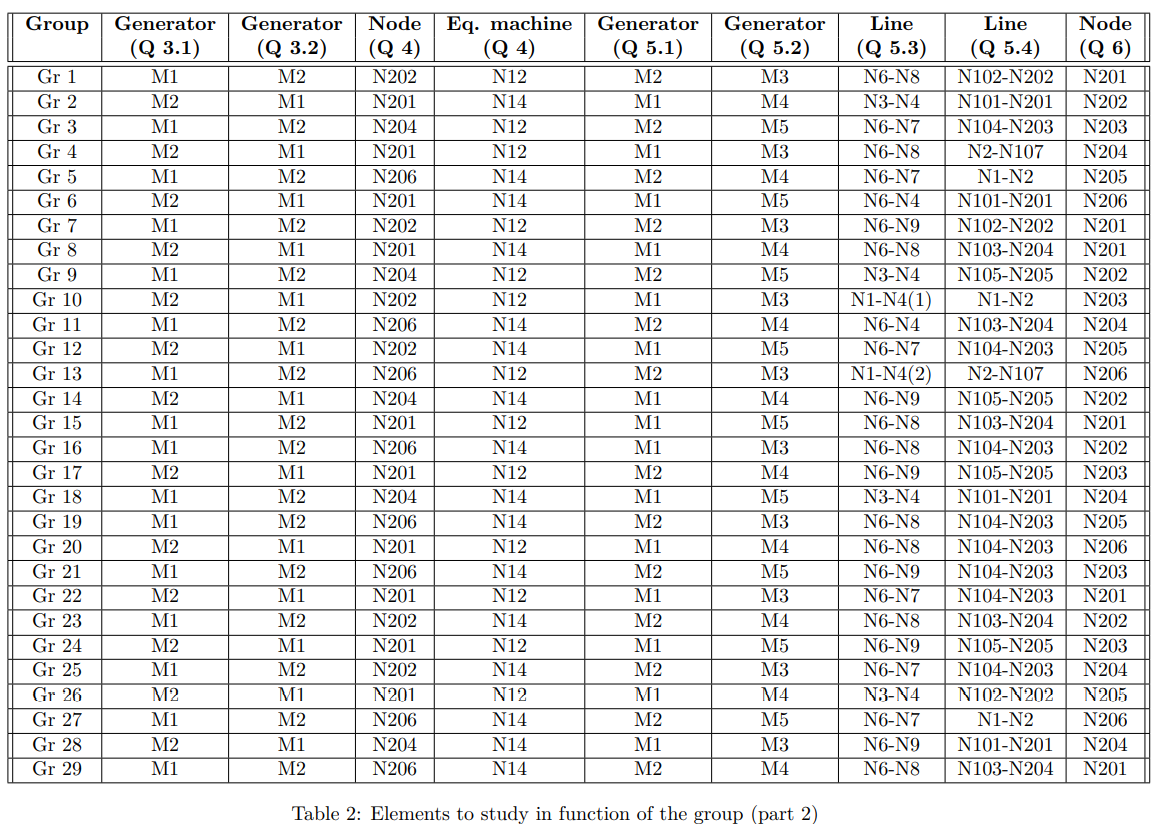 Group Generator Generator Node Eq. machine Generator Generator Line Line Node
(Q 3.1) (Q 3.2) (Q 4) (Q 4) (Q 5.1) (Q 5.2) (Q 5.3) (Q 5.4) (Q 6)
Gr 1 M1 M2 N202 N12 M2 M3 N6-N8 N102-N202 N201
Gr 2 M2 M1 N201 N14 M1 M4 N3-N4 N101-N201 N202
Gr 3 M1 M2 N204 N12 M2 M5 N6-N7 N104-N203 N203
Gr 4 M2 M1 N201 N12 M1 M3 N6-N8 N2-N107 N204
Gr 5 M1 M2 N206 N14 M2 M4 N6-N7 N1-N2 N205
Gr 6 M2 M1 N201 N14 M1 M5 N6-N4 N101-N201 N206
Gr 7 M1 M2 N202 N12 M2 M3 N6-N9 N102-N202 N201
Gr 8 M2 M1 N201 N14 M1 M4 N6-N8 N103-N204 N201
Gr 9 M1 M2 N204 N12 M2 M5 N3-N4 N105-N205 N202
Gr 10 M2 M1 N202 N12 M1 M3 N1-N4(1) N1-N2 N203
Gr 11 M1 M2 N206 N14 M2 M4 N6-N4 N103-N204 N204
Gr 12 M2 M1 N202 N14 M1 M5 N6-N7 N104-N203 N205
Gr 13 M1 M2 N206 N12 M2 M3 N1-N4(2) N2-N107 N206
Gr 14 M2 M1 N204 N14 M1 M4 N6-N9 N105-N205 N202
Gr 15 M1 M2 N201 N12 M1 M5 N6-N8 N103-N204 N201
Gr 16 M1 M2 N206 N14 M1 M3 N6-N8 N104-N203 N202
Gr 17 M2 M1 N201 N12 M2 M4 N6-N9 N105-N205 N203
Gr 18 M1 M2 N204 N14 M1 M5 N3-N4 N101-N201 N204
Gr 19 M1 M2 N206 N14 M2 M3 N6-N8 N104-N203 N205
Gr 20 M2 M1 N201 N12 M1 M4 N6-N8 N104-N203 N206
Gr 21 M1 M2 N206 N14 M2 M5 N6-N9 N104-N203 N203
Gr 22 M2 M1 N201 N12 M1 M3 N6-N7 N104-N203 N201
Gr 23 M1 M2 N202 N14 M2 M4 N6-N8 N103-N204 N202
Gr 24 M2 M1 N201 N12 M1 M5 N6-N9 N105-N205 N203
Gr 25 M1 M2 N202 N14 M2 M3 N6-N7 N104-N203 N204
Gr 26 M2 M1 N201 N12 M1 M4 N3-N4 N102-N202 N205
Gr 27 M1 M2 N206 N14 M2 M5 N6-N7 N1-N2 N206
Gr 28 M2 M1 N204 N14 M1 M3 N6-N9 N101-N201 N204
Gr 29 M1 M2 N206 N14 M2 M4 N6-N8 N103-N204 N201
Table 2: Elements to study in function of the group (part 2)